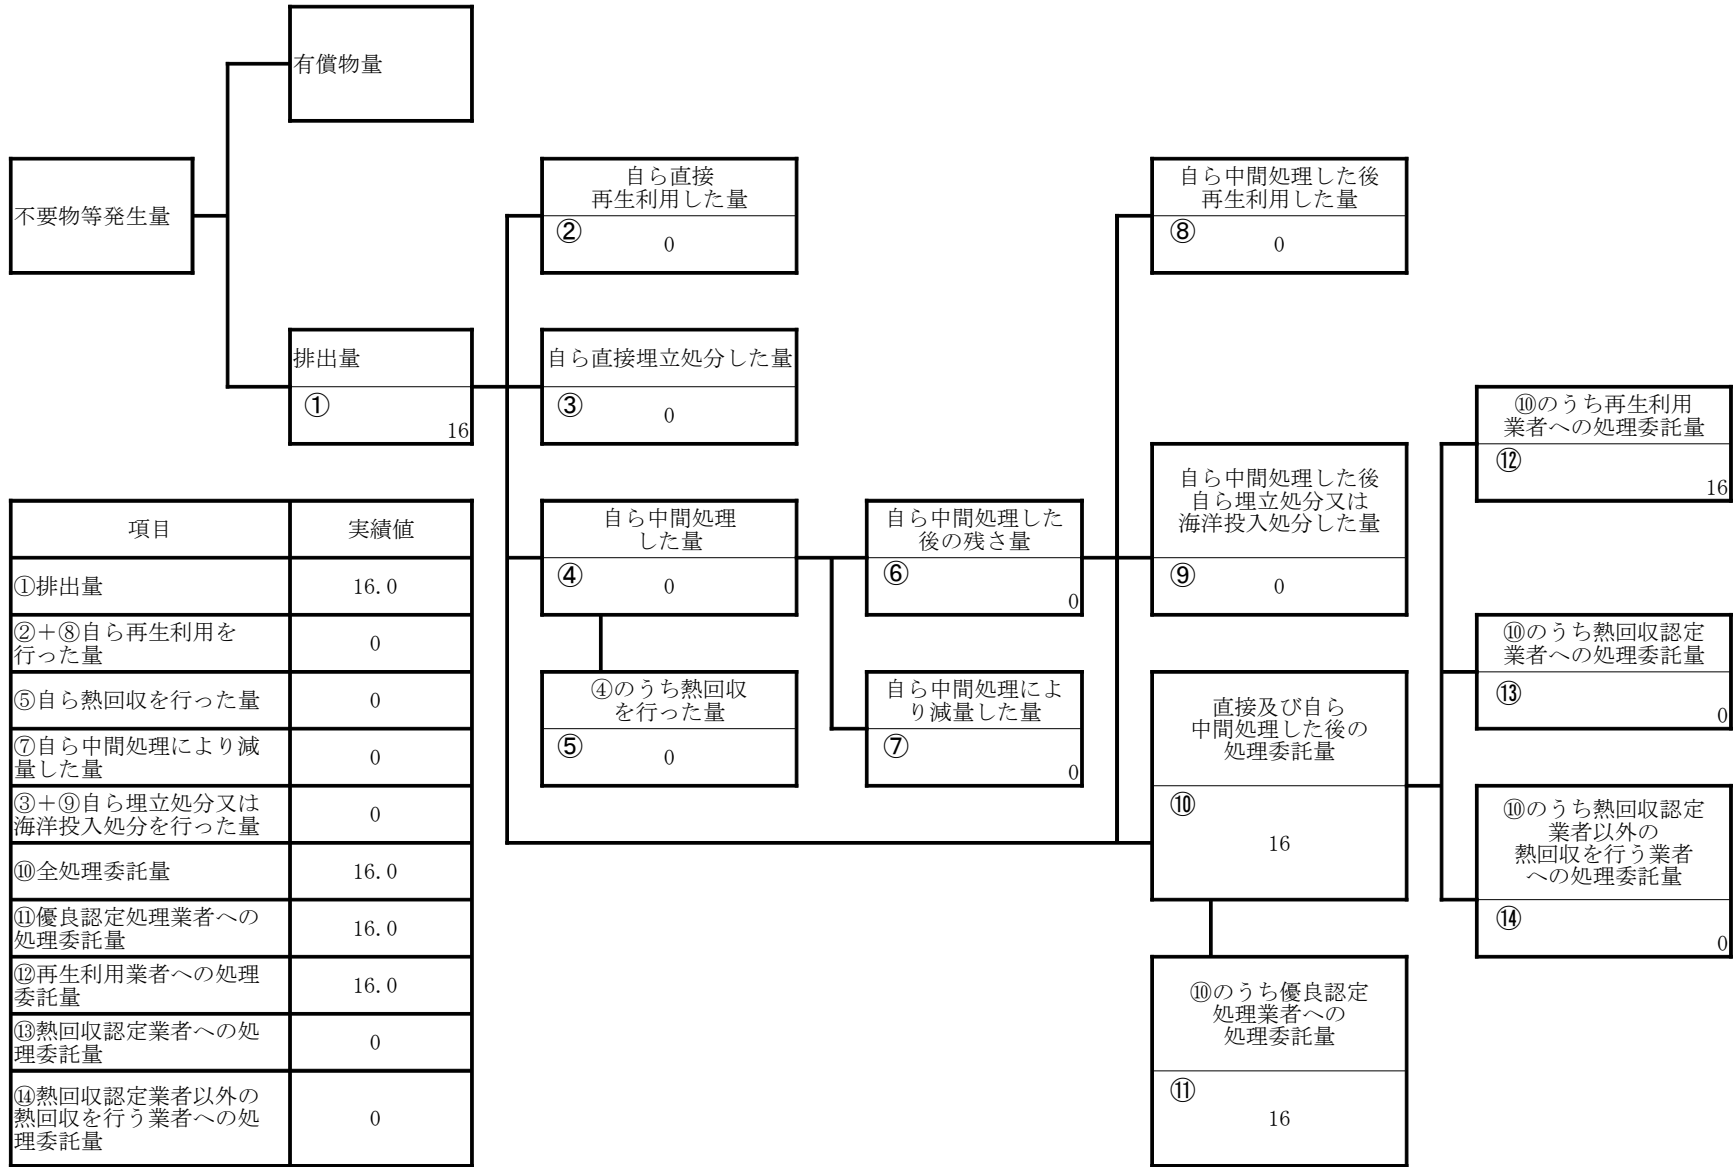 有償物量
不要物等発生量
自ら直接
再生利用した量
②
0
自ら中間処理した後
再生利用した量
⑧
0
排出量
①
16
自ら直接埋立処分した量
③
0
⑩のうち再生利用
業者への処理委託量
⑫
16
自ら中間処理
した量
④
0
自ら中間処理した
後の残さ量
⑥
0
自ら中間処理した後
自ら埋立処分又は
海洋投入処分した量
⑨
0
⑩のうち熱回収認定
業者への処理委託量
⑬
0
④のうち熱回収
を行った量
⑤
0
自ら中間処理によ
り減量した量
⑦
0
直接及び自ら
中間処理した後の
処理委託量
⑩
16
⑩のうち熱回収認定
業者以外の
熱回収を行う業者
への処理委託量
⑭
0
⑩のうち優良認定
処理業者への
処理委託量
⑪
16
項目 実績値
①排出量 16.0
②+⑧自ら再生利用を
行った量 0
⑤自ら熱回収を行った量 0
⑦自ら中間処理により減
量した量 0
③+⑨自ら埋立処分又は
海洋投入処分を行った量 0
⑩全処理委託量 16.0
⑪優良認定処理業者への
処理委託量 16.0
⑫再生利用業者への処理
委託量 16.0
⑬熱回収認定業者への処
理委託量 0
⑭熱回収認定業者以外の
熱回収を行う業者への処
理委託量 0